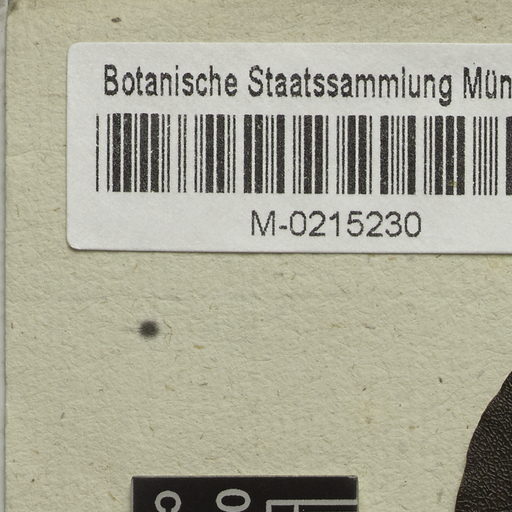 Botanische Staatssammlung Mün
M-0215230